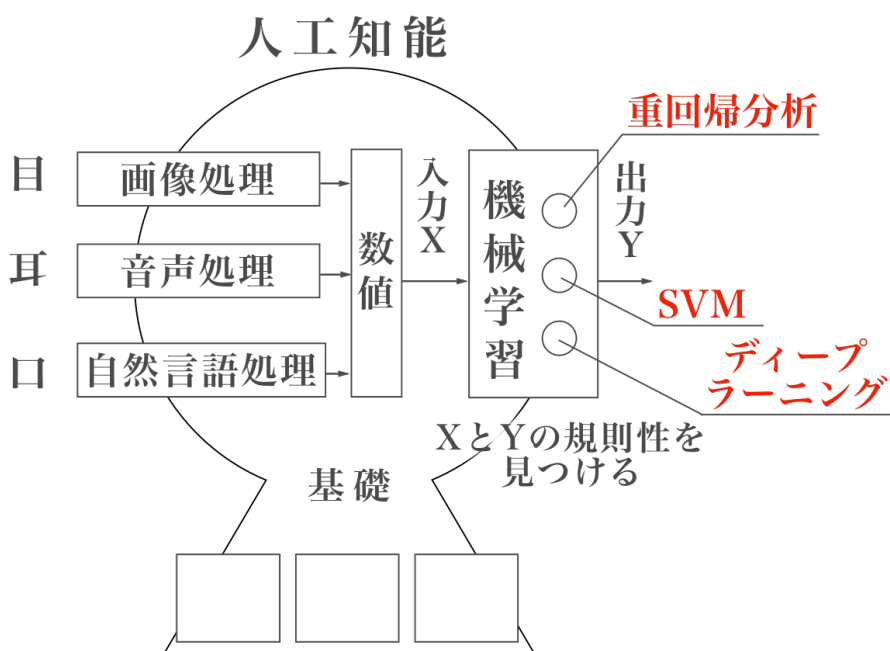 人工知能
重回帰分析
目
画像処理
入力X
出力Y
機械学習
耳
音声処理
数値
SVM
口
自然言語処理
ディープ
ラーニング
XとYの規則性を
見つける
基礎